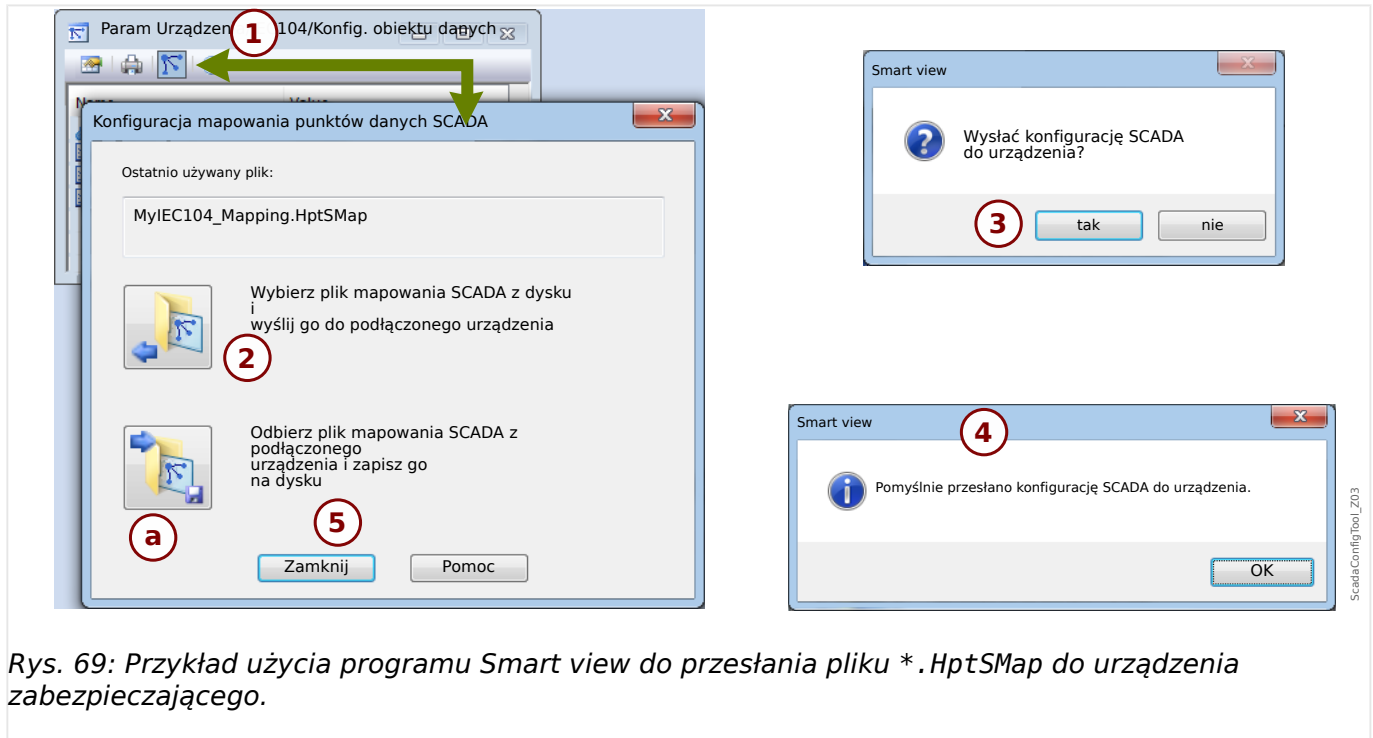 Param Urządzen 1 104/Konfig. obiektu danych
Konfiguracja mapowania punktów danych SCADA
Ostatnio używany plik:
MyIEC104_Mapping.HptSMap
Wybierz plik mapowania SCADA z dysku
i
wyślij go do podłączonego urządzenia
2
Odbierz plik mapowania SCADA z
podłączonego
urządzenia i zapisz go
na dysku
a
5
Zamknij
Pomoc
Smart view
Wysłać konfigurację SCADA
do urządzenia?
3
tak
nie
Smart view
4
Pomyślnie przesłano konfigurację SCADA do urządzenia.
OK
ScadaConfigTool_Z03
Rys. 69: Przykład użycia programu Smart view do przesłania pliku *.HptSMap do urządzenia
zabezpieczającego.